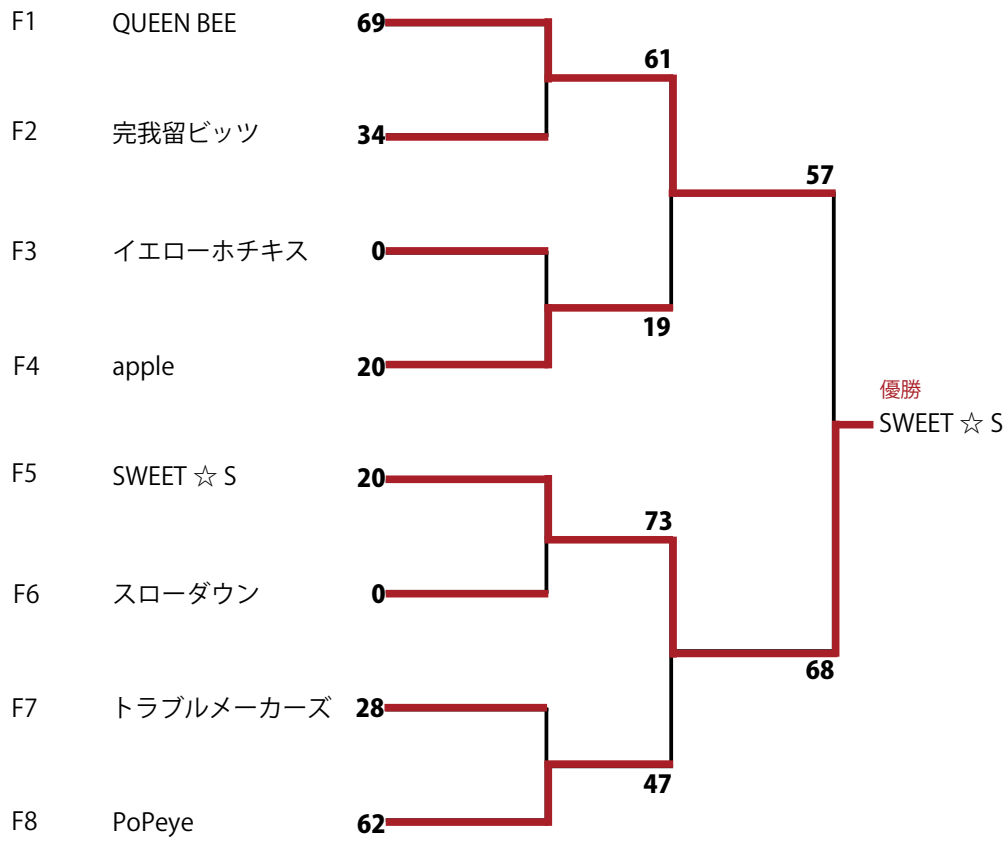 F1 QUEEN BEE 69
61
F2 完我留ビッツ 34
57
F3 イエローホチキス 0
19
F4 apple 20
優勝
SWEET ☆ S
F5 SWEET ☆ S 20
73
F6 スローダウン 0
68
F7 トラブルメーカーズ 28
47
F8 PoPeye 62